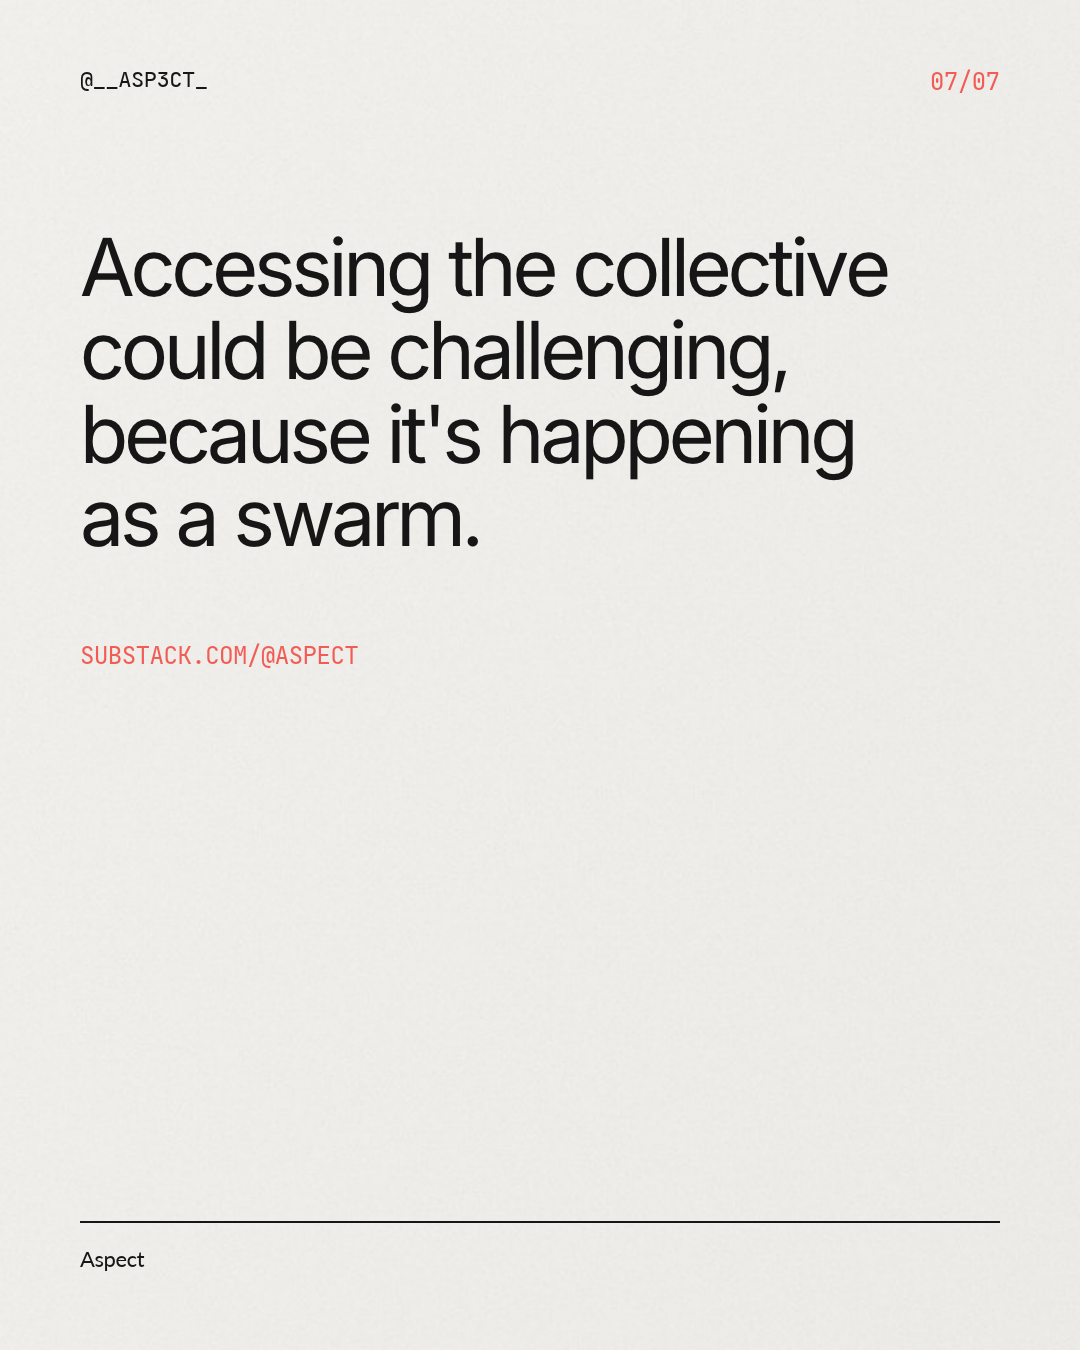 @__ASP3CT_
07/07
Accessing the collective
could be challenging,
because it's happening
as a swarm.
SUBSTACK.COM/@ASPECT
Aspect